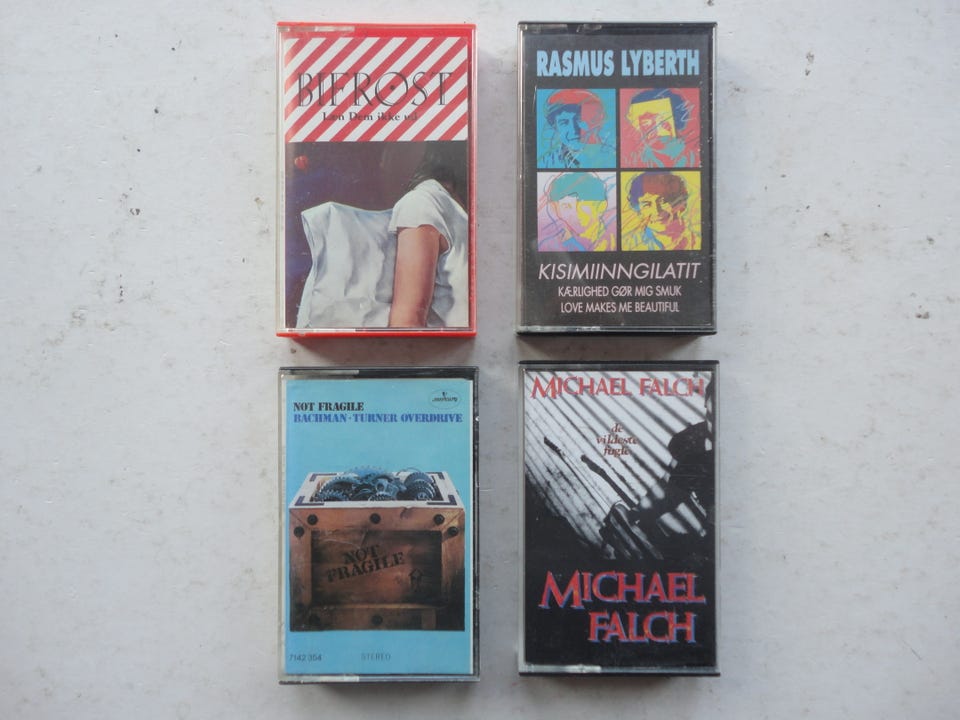 BIFROST
Læn Dem ikke ud
RASMUS LYBERTH
KISIMIINNGILATIT
KÆRLIGHED GØR MIG SMUK
LOVE MAKES ME BEAUTIFUL
NOT FRAGILE
BACHMAN·TURNER OVERDRIVE
mercury
NOT
FRAGILE
7142 354
STEREO
MICHAEL FALCH
de
vildeste
fugle
MICHAEL
FALCH